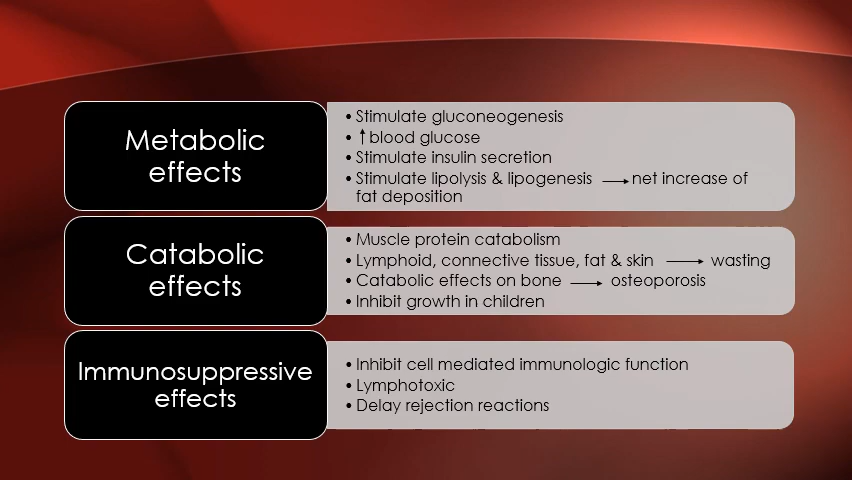 Metabolic
effects
• Stimulate gluconeogenesis
• ↑ blood glucose
• Stimulate insulin secretion
• Stimulate lipolysis & lipogenesis → net increase of
fat deposition
Catabolic
effects
• Muscle protein catabolism
• Lymphoid, connective tissue, fat & skin → wasting
• Catabolic effects on bone → osteoporosis
• Inhibit growth in children
Immunosuppressive
effects
• Inhibit cell mediated immunologic function
• Lymphotoxic
• Delay rejection reactions